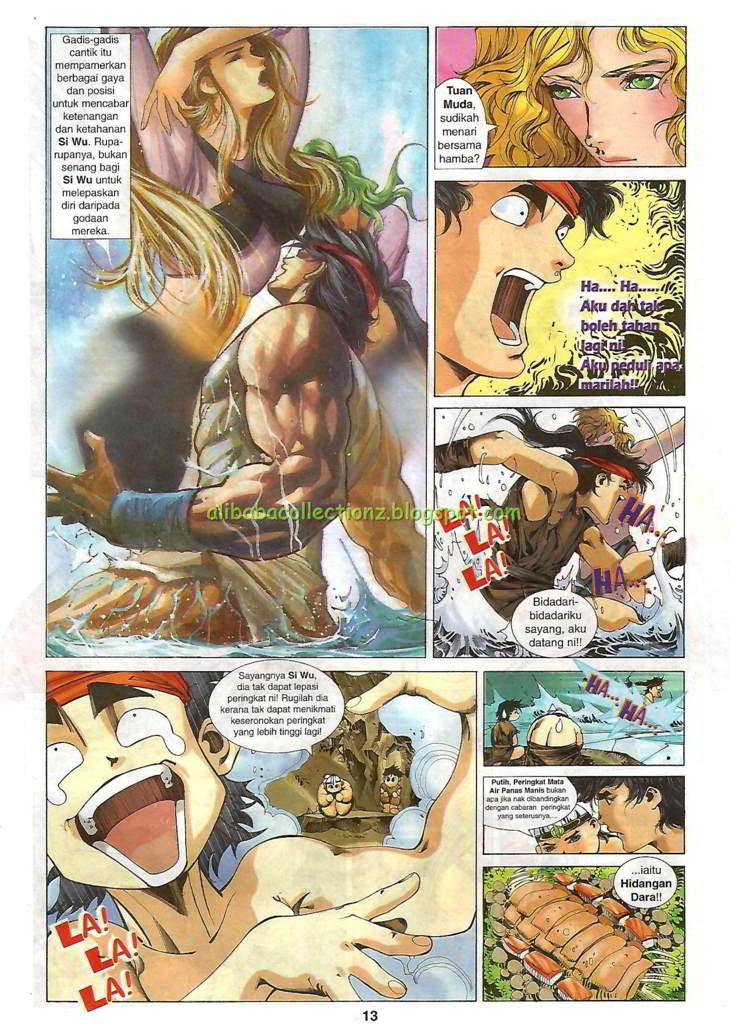 Gadis-gadis
cantik itu
mempamerkan
berbagai gaya
dan posisi
untuk mencabar
ketenangan
dan ketahanan
Si Wu. Rupa-
rupanya, bukan
senang bagi
Si Wu untuk
melepaskan
diri daripada
godaan
mereka.
Tuan
Muda,
sudikah
menari
bersama
hamba?
Ha.... Ha.....
Aku dah tak
boleh tahan
lagi ni!
Aku peduli apa,
marilah!!
alibabacollectionz.blogspot.com
LA!
LA!
LA!
HA...
HA...
Bidadari-
bidadariku
sayang, aku
datang ni!!
Sayangnya Si Wu,
dia tak dapat lepasi
peringkat ni! Rugilah dia
kerana tak dapat menikmati
keseronokan peringkat
yang lebih tinggi lagi!
LA!
LA!
LA!
HA...
HA...
Putih, Peringkat Mata
Air Panas Manis bukan
apa jika nak dibandingkan
dengan cabaran peringkat
yang seterusnya....
...iaitu
Hidangan
Dara!!
13